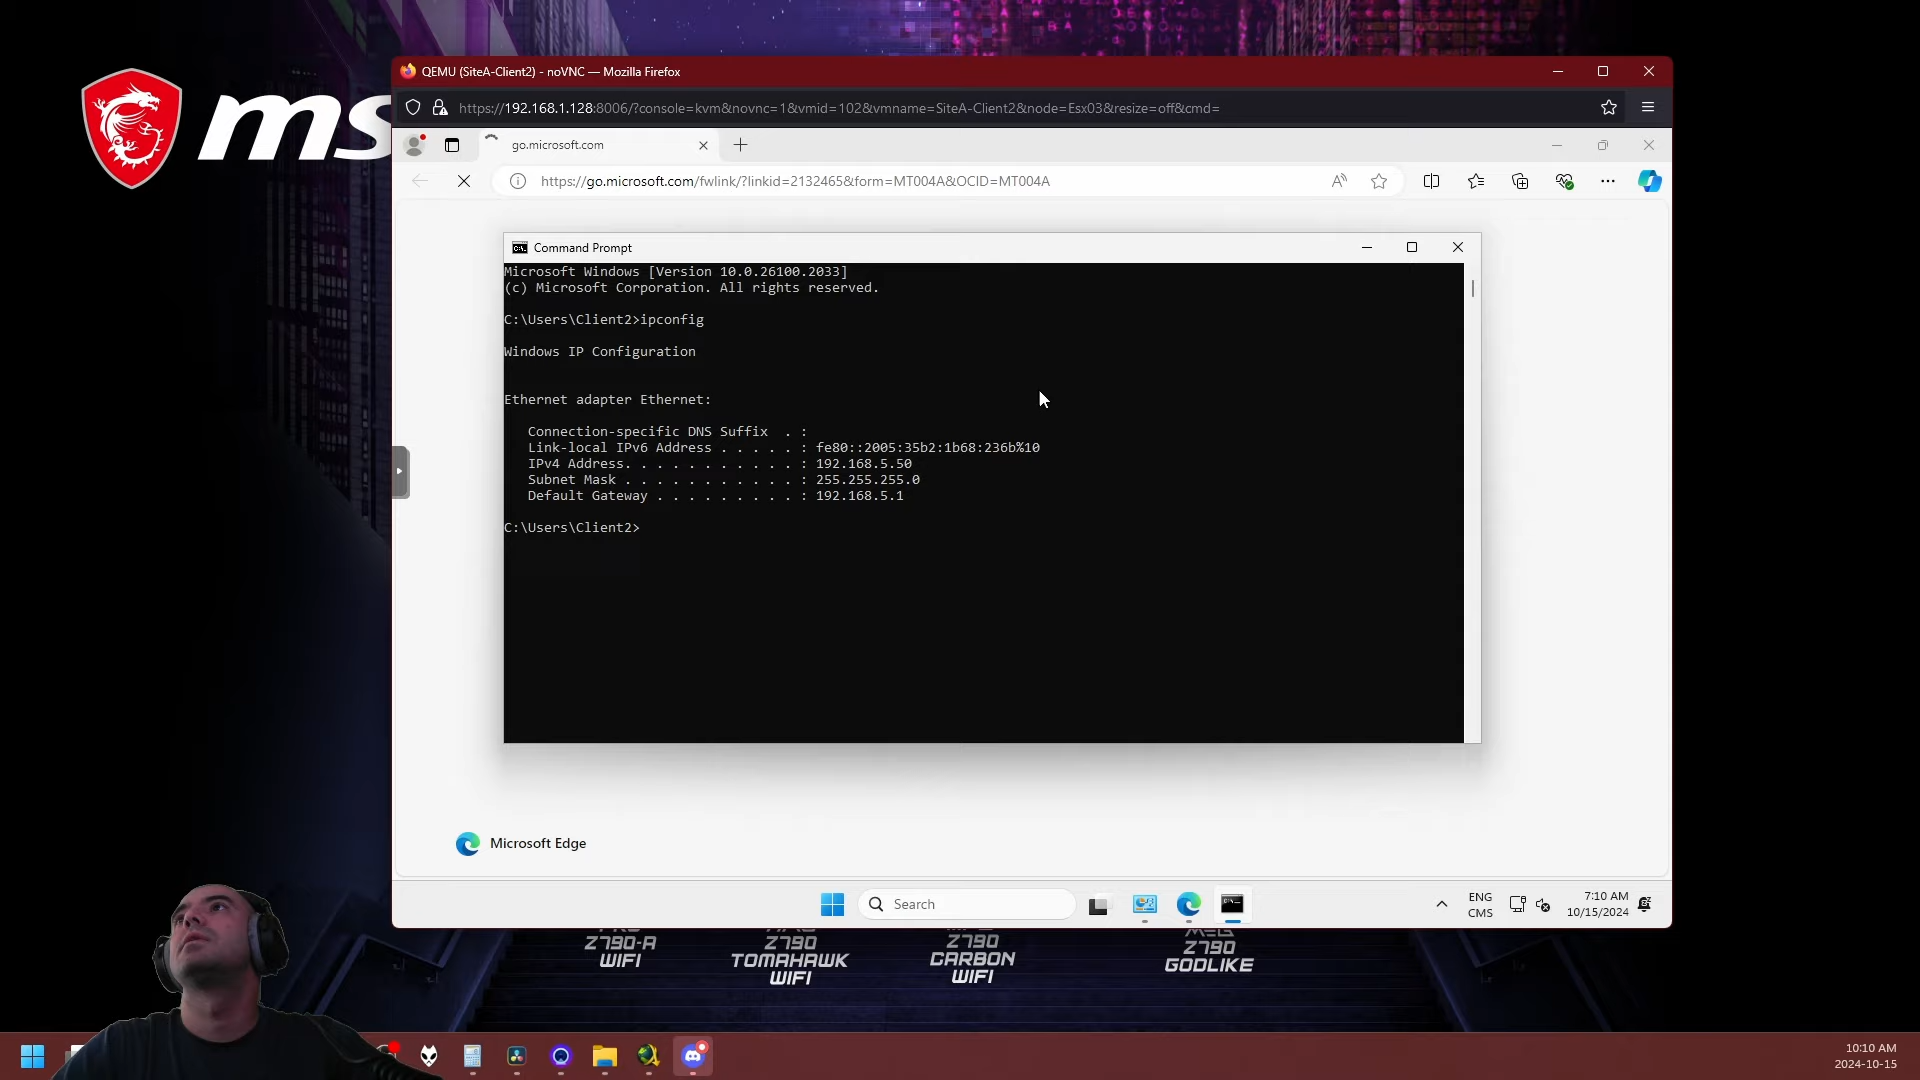 QEMU (SiteA-Client2) - noVNC — Mozilla Firefox
https://192.168.1.128:8006/?console=kvm&novnc=1&vmid=102&vmname=SiteA-Client2&node=Esx03&resize=off&cmd=
go.microsoft.com
https://go.microsoft.com/fwlink/?linkid=2132465&form=MT004A&OCID=MT004A
Command Prompt
Microsoft Windows [Version 10.0.26100.2033]
(c) Microsoft Corporation. All rights reserved.
C:\Users\Client2>ipconfig
Windows IP Configuration
Ethernet adapter Ethernet:
Connection-specific DNS Suffix . :
Link-local IPv6 Address . . . . . : fe80::2005:35b2:1b68:236b%10
IPv4 Address. . . . . . . . . . . : 192.168.5.50
Subnet Mask . . . . . . . . . . . : 255.255.255.0
Default Gateway . . . . . . . . . : 192.168.5.1
C:\Users\Client2>
Microsoft Edge
Search
ENG
CMS
7:10 AM
10/15/2024
Z790-A
WIFI
Z790
TOMAHAWK
WIFI
Z790
CARBON
WIFI
MEG
Z790
GODLIKE
10:10 AM
2024-10-15